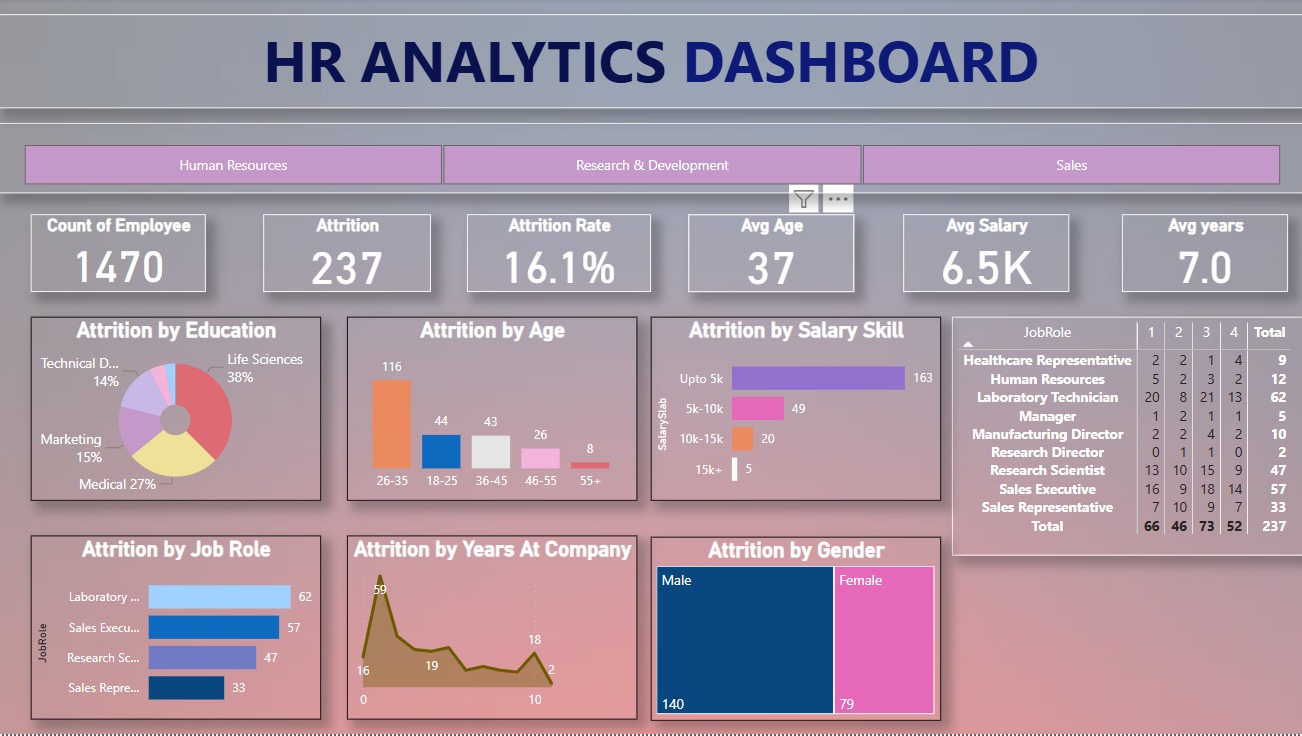 HR ANALYTICS DASHBOARD
Human Resources Research & Development Sales
Count of Employee
1470
Attrition
237
Attrition Rate
16.1%
Avg Age
37
Avg Salary
6.5K
Avg years
7.0
Attrition by Education
Technical D...
14%
Life Sciences
38%
Marketing
15%
Medical 27%
Attrition by Age
116
44
43
26
8
26-35 18-25 36-45 46-55 55+
Attrition by Salary Skill
SalarySlab
Upto 5k 163
5k-10k 49
10k-15k 20
15k+ 5
JobRole 1 2 3 4 Total
Healthcare Representative 2 2 1 4 9
Human Resources 5 2 3 2 12
Laboratory Technician 20 8 21 13 62
Manager 1 2 1 1 5
Manufacturing Director 2 2 4 2 10
Research Director 0 1 1 0 2
Research Scientist 13 10 15 9 47
Sales Executive 16 9 18 14 57
Sales Representative 7 10 9 7 33
Total 66 46 73 52 237
Attrition by Job Role
JobRole
Laboratory ... 62
Sales Execu... 57
Research Sc... 47
Sales Repre... 33
Attrition by Years At Company
59
16
19
18
2
0 10
Attrition by Gender
Male
140
Female
79